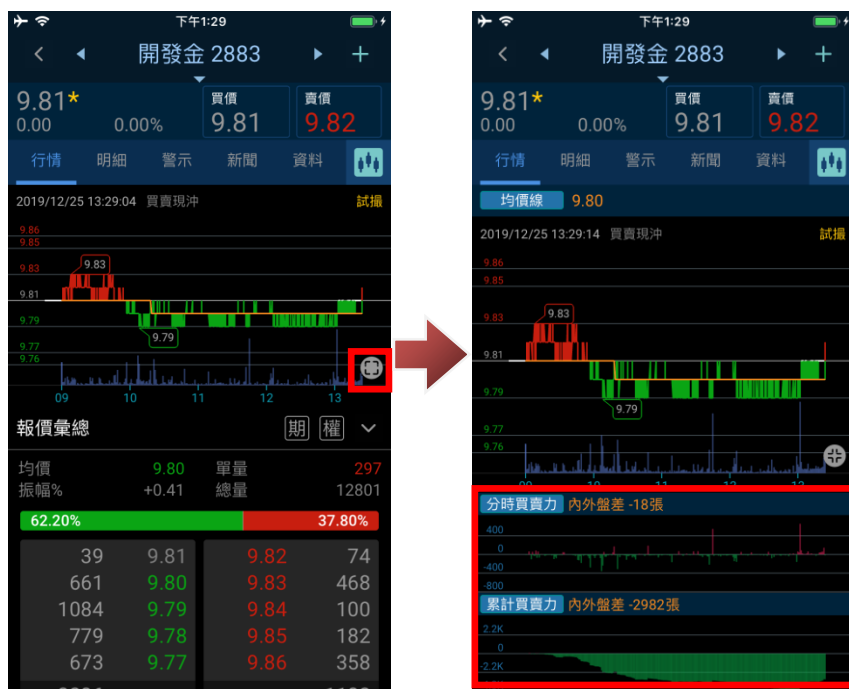 下午1:29
開發金 2883
9.81* 買價 賣價
0.00 0.00% 9.81 9.82
行情 明細 警示 新聞 資料
2019/12/25 13:29:04 買賣現沖 試撮
9.86
9.85
9.83 9.83
9.81
9.79
9.79
9.77
9.76
09 10 11 12 13
報價彙總 期 權
均價 9.80 單量 297
振幅% +0.41 總量 12801
62.20% 37.80%
39 9.81 9.82 74
661 9.80 9.83 468
1084 9.79 9.84 100
779 9.78 9.85 182
673 9.77 9.86 358
下午1:29
開發金 2883
9.81* 買價 賣價
0.00 0.00% 9.81 9.82
行情 明細 警示 新聞 資料
均價線 9.80
2019/12/25 13:29:14 買賣現沖 試撮
9.86
9.85
9.83 9.83
9.81
9.79
9.79
9.77
9.76
分時買賣力 內外盤差 -18張
400
0
-400
-800
累計買賣力 內外盤差 -2982張
2.2K
0
-2.2K